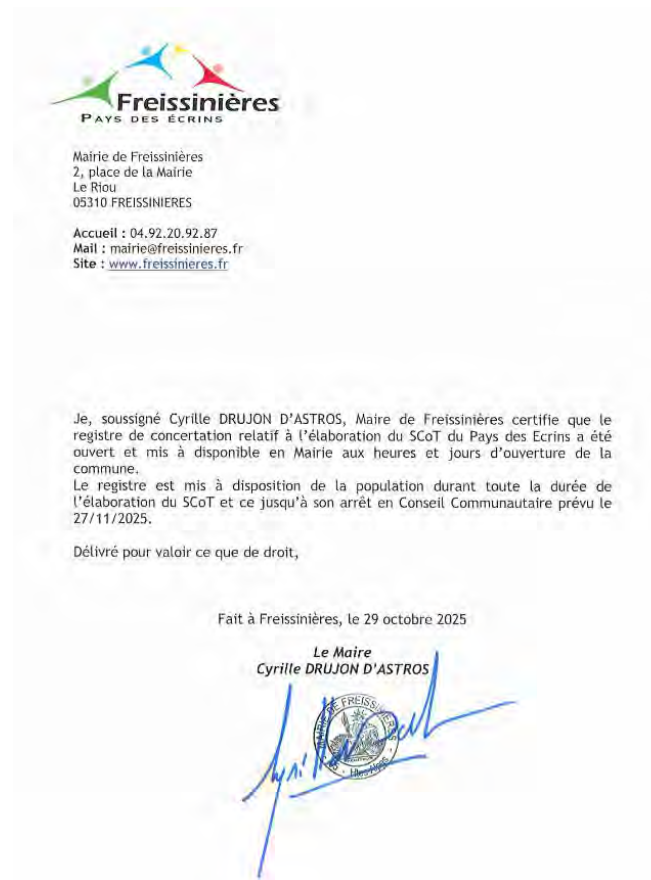 Freissinières
PAYS DES ÉCRINS
Mairie de Freissinières
2, place de la Mairie
Le Riou
05310 FREISSINIERES
Accueil : 04.92.20.92.87
Mail : mairie@freissinieres.fr
Site : www.freissinieres.fr
Je, soussigné Cyrille DRUJON D'ASTROS, Maire de Freissinières certifie que le
registre de concertation relatif à l'élaboration du SCoT du Pays des Ecrins a été
ouvert et mis à disponible en Mairie aux heures et jours d'ouverture de la
commune.
Le registre est mis à disposition de la population durant toute la durée de
l'élaboration du SCoT et ce jusqu'à son arrêt en Conseil Communautaire prévu le
27/11/2025.
Délivré pour valoir ce que de droit,
Fait à Freissinières, le 29 octobre 2025
Le Maire
Cyrille DRUJON D'ASTROS
MAIRIE DE FREISSINIERES